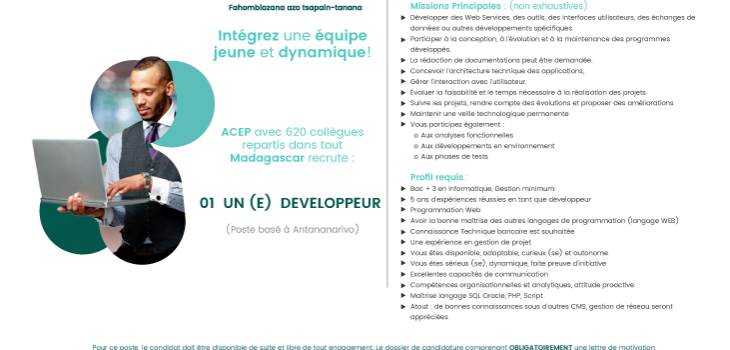 Fahombiazana azo tsapain-tanana
Intégrez une équipe
jeune et dynamique!
ACEP avec 620 collègues
repartis dans tout
Madagascar recrute :
01 UN (E) DEVELOPPEUR
(Poste basé à Antananarivo)
Missions Principales : (non exhaustives)
Développer des Web Services, des outils, des interfaces utilisateurs, des échanges de
données ou autres développements spécifiques
Participer à la conception, à l'évolution et à la maintenance des programmes
développés.
La rédaction de documentations peut être demandée.
Concevoir l'architecture technique des applications,
Gérer l'interaction avec l'utilisateur.
Évaluer la faisabilité et le temps nécessaire à la réalisation des projets
Suivre les projets, rendre compte des évolutions et proposer des améliorations
Maintenir une veille technologique permanente
Vous participez également :
o Aux analyses fonctionnelles
o Aux développements en environnement
o Aux phases de tests
Profil requis :
Bac + 3 en Informatique, Gestion minimum
5 ans d'expériences réussies en tant que développeur
Programmation Web
Avoir la bonne maîtrise des autres langages de programmation (langage WEB)
Connaissance Technique bancaire est souhaitée
Une expérience en gestion de projet
Vous êtes disponible, adaptable, curieux (se) et autonome
Vous êtes sérieux (se), dynamique, faite preuve d'initiative
Excellentes capacités de communication
Compétences organisationnelles et analytiques, attitude proactive
Maîtrise langage SQL Oracle, PHP, Script
Atout : de bonnes connaissances sous d'autres CMS, gestion de réseau seront
appréciées
Pour ce poste le candidat doit être disponible de suite et libre de tout engagement. Le dossier de candidature comprenant OBLIGATOIREMENT une lettre de motivation,